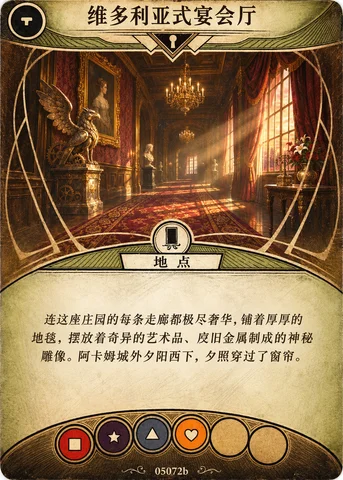 维多利亚式宴会厅
地点
连这座庄园的每条走廊都极尽奢华，铺着厚厚的
地毯，摆放着奇异的艺术品、废旧金属制成的神秘
雕像。阿卡姆城外夕阳西下，夕照穿过了窗帘。
05072b